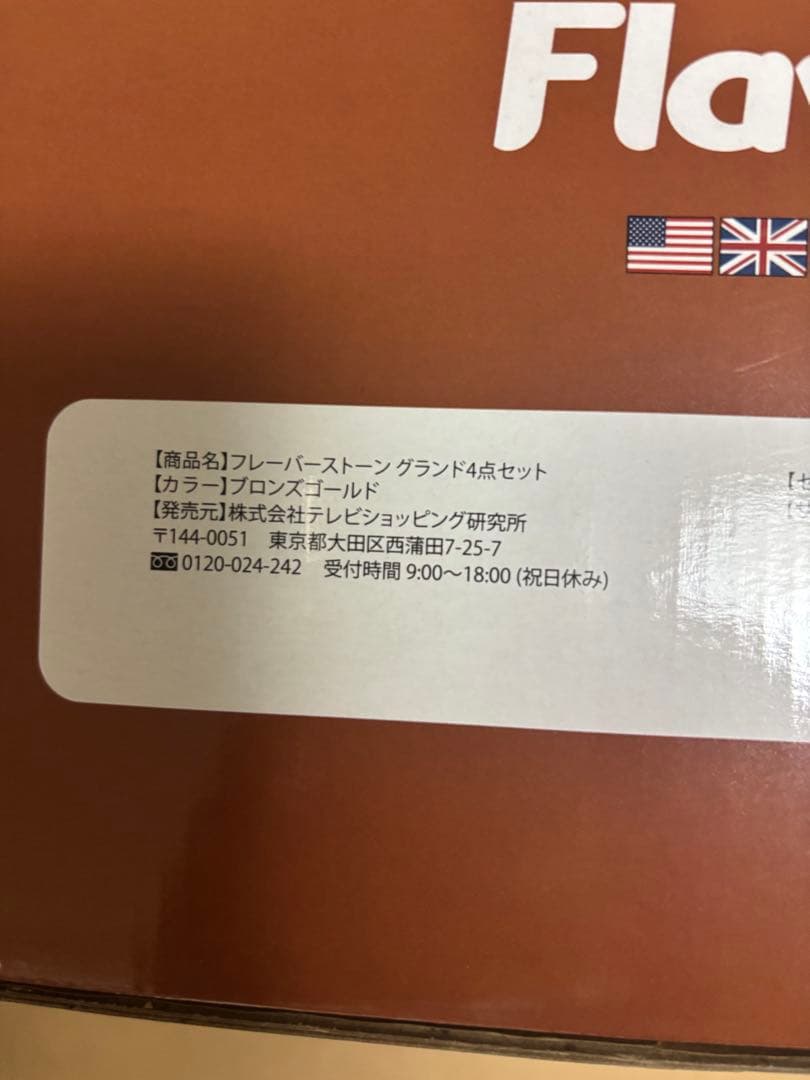 Fla
【商品名】フレーバーストーン グランド4点セット
【カラー】ブロンズゴールド
【発売元】株式会社テレビショッピング研究所
〒144-0051 東京都大田区西蒲田7-25-7
0120-024-242 受付時間 9:00～18:00 (祝日休み)
【セ